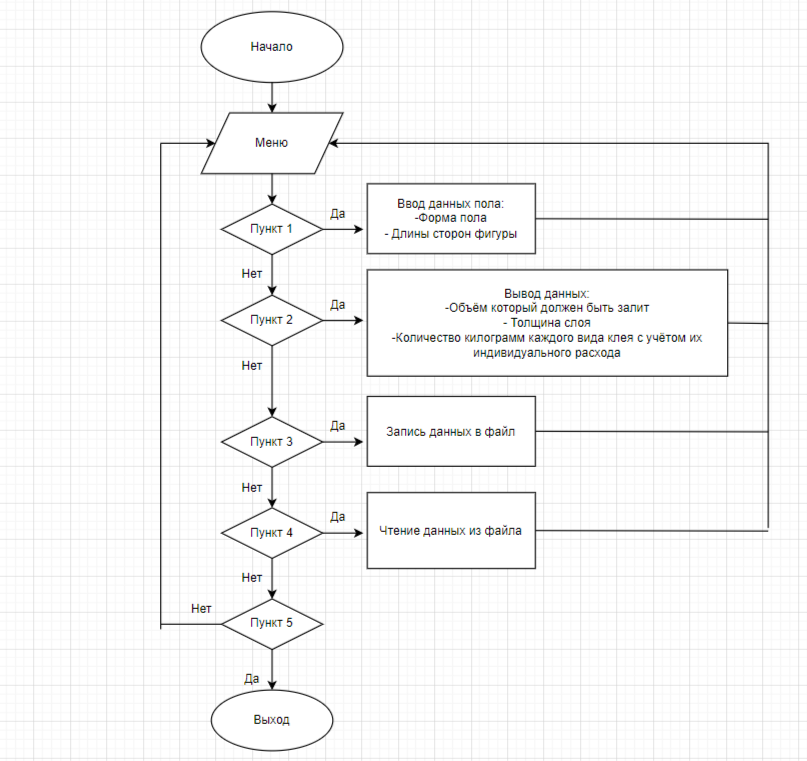 Начало
Меню
Пункт 1
Да
Ввод данных пола:
-Форма пола
- Длины сторон фигуры
Нет
Пункт 2
Да
Вывод данных:
-Объём который должен быть залит
- Толщина слоя
-Количество килограмм каждого вида клея с учётом их
индивидуального расхода
Нет
Пункт 3
Да
Запись данных в файл
Нет
Пункт 4
Да
Чтение данных из файла
Нет
Пункт 5
Нет
Да
Выход